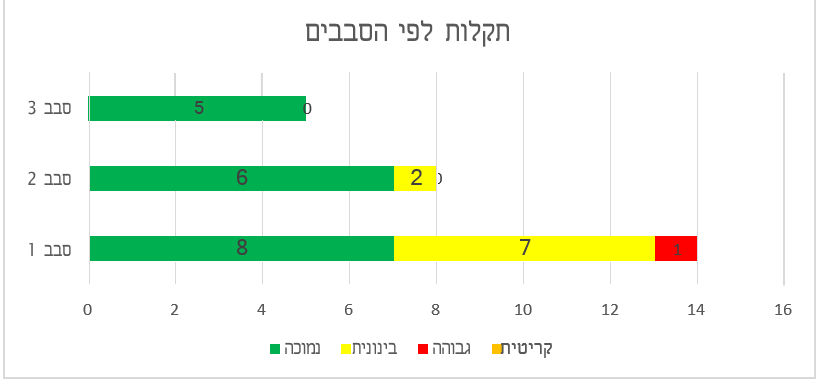 תקלות לפי הסבבים
סבב 3
5
0
סבב 2
6
2
0
סבב 1
8
7
1
0 2 4 6 8 10 12 14 16
נמוכה בינונית גבוהה קריטית